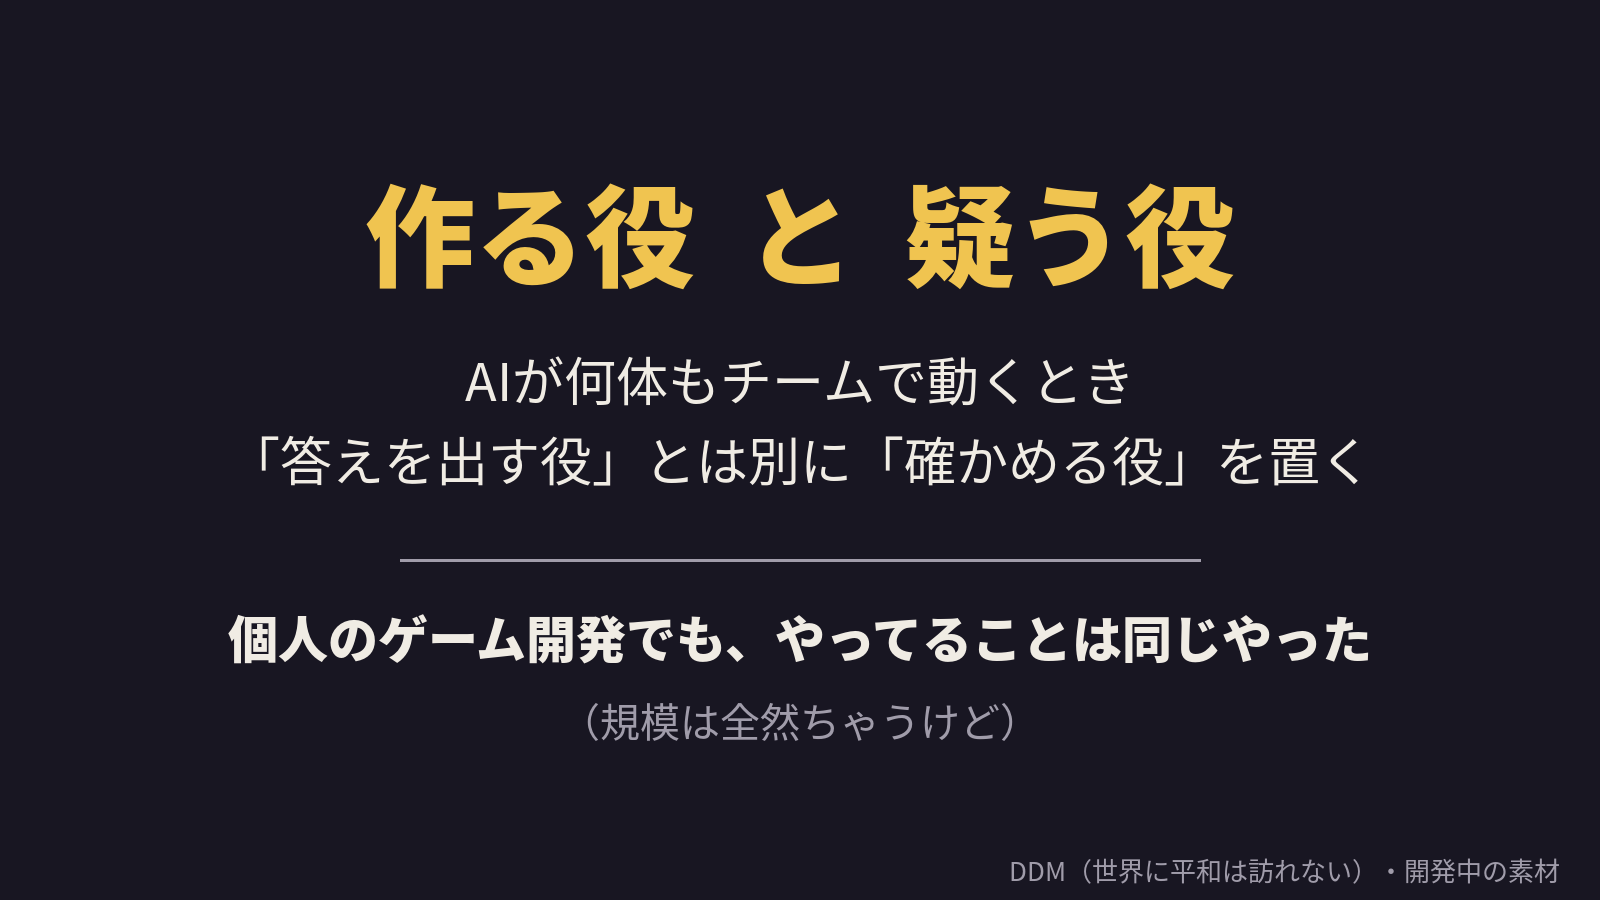 作る役 と 疑う役
AIが何体もチームで動くとき
「答えを出す役」とは別に「確かめる役」を置く
個人のゲーム開発でも、やってることは同じやった
（規模は全然ちゃうけど）
DDM（世界に平和は訪れない）・開発中の素材